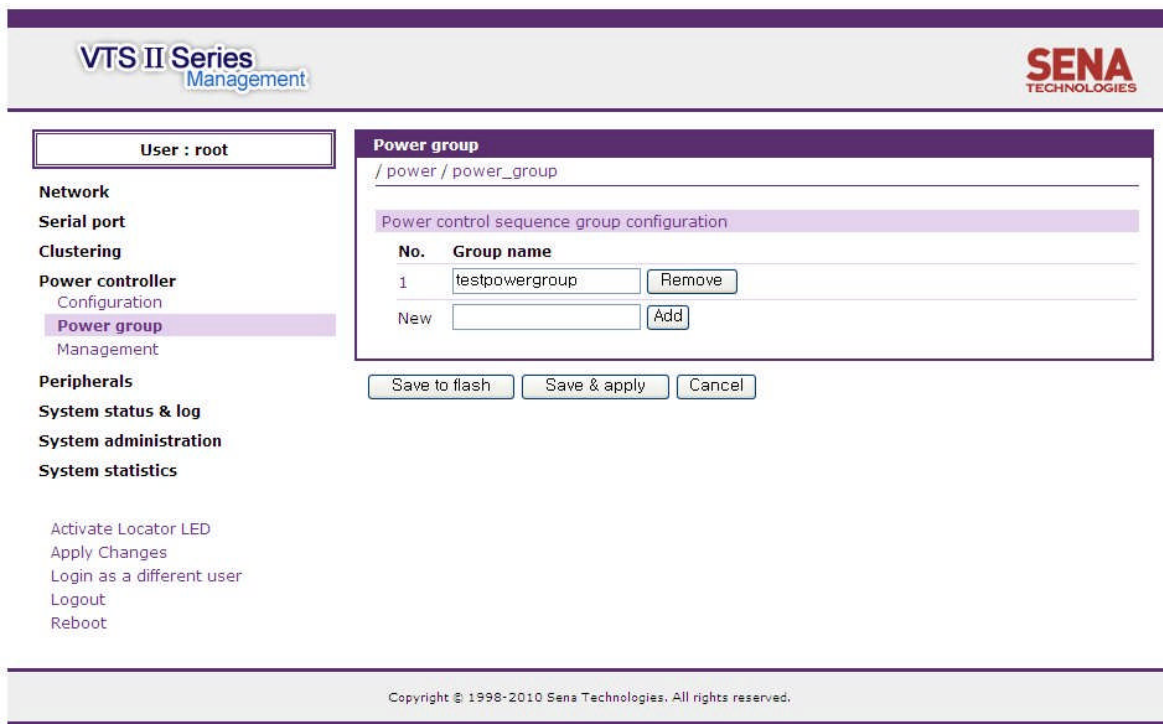 VTS II Series
Management
SENA
TECHNOLOGIES
User : root
Network
Serial port
Clustering
Power controller
Configuration
Power group
Management
Peripherals
System status & log
System administration
System statistics
Activate Locator LED
Apply Changes
Login as a different user
Logout
Reboot
Power group
/ power / power_group
Power control sequence group configuration
No. Group name
1 testpowergroup Remove
New Add
Save to flash Save & apply Cancel
Copyright © 1998-2010 Sena Technologies. All rights reserved.